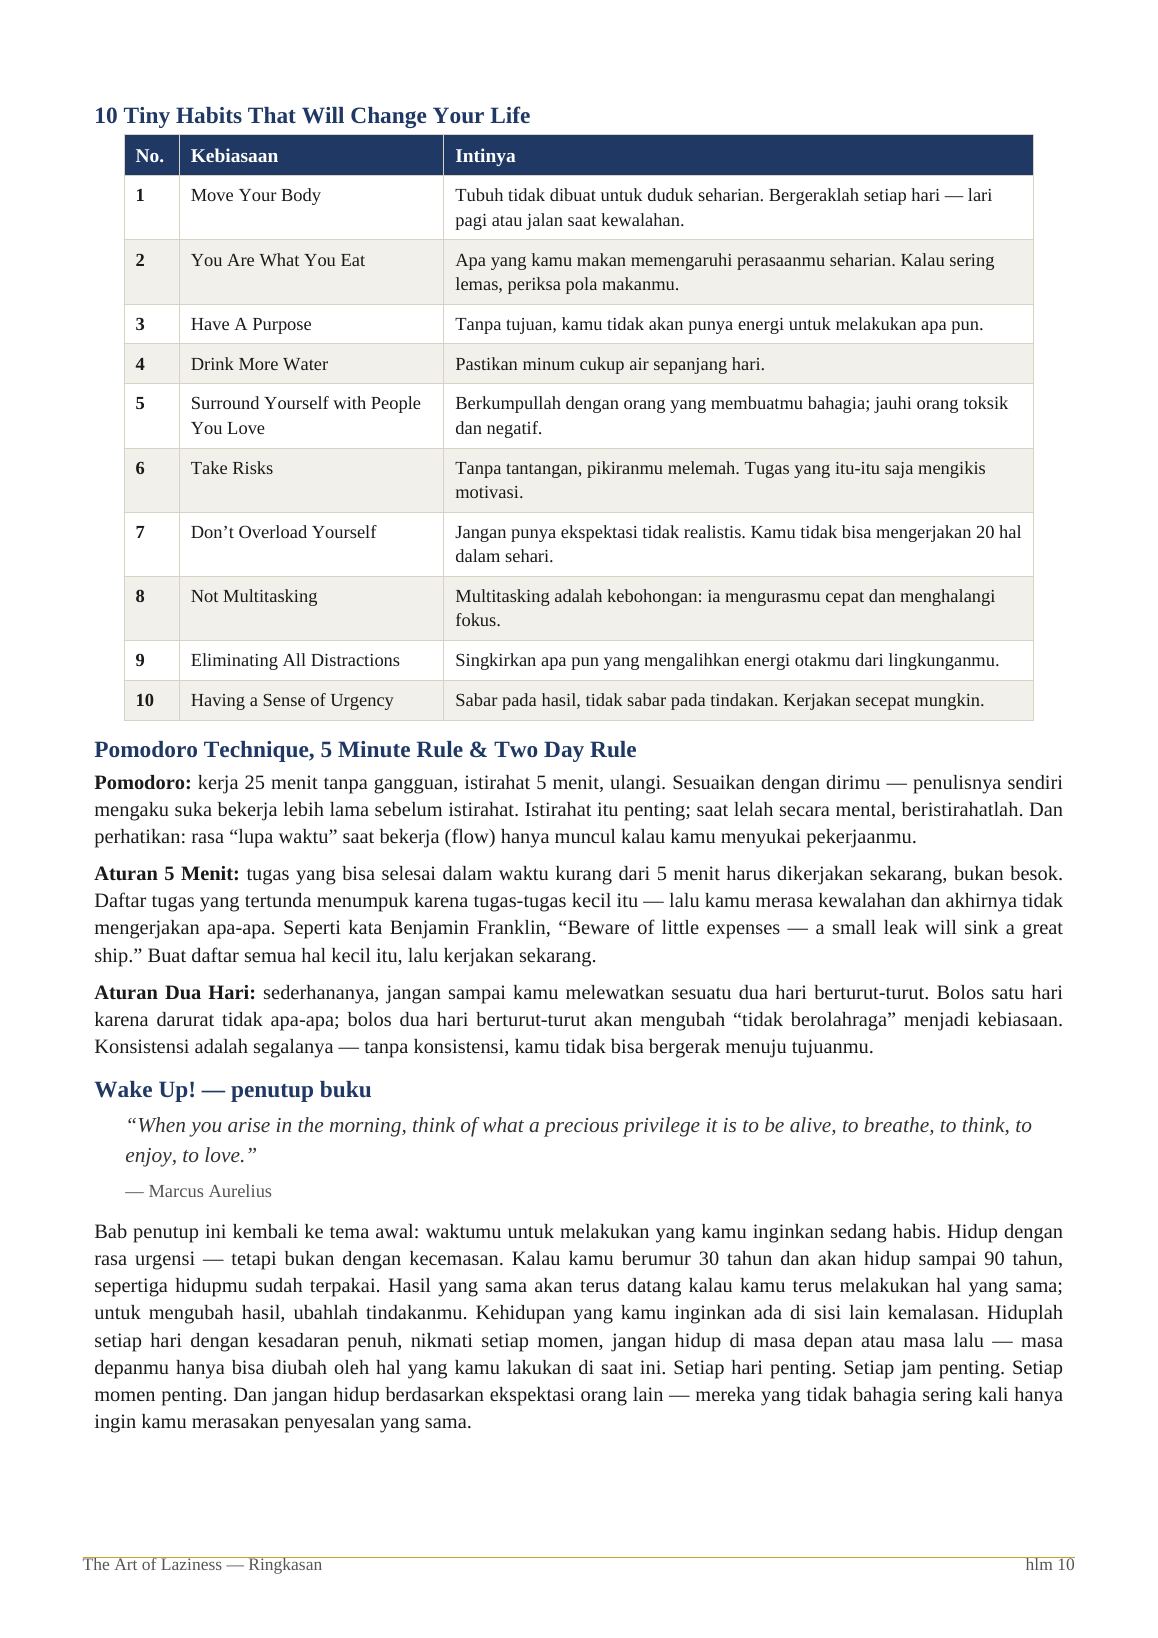 10 Tiny Habits That Will Change Your Life
No. Kebiasaan Intinya
1 Move Your Body Tubuh tidak dibuat untuk duduk seharian. Bergeraklah setiap hari — lari
pagi atau jalan saat kewalahan.
2 You Are What You Eat Apa yang kamu makan memengaruhi perasaanmu seharian. Kalau sering
lemas, periksa pola makanmu.
3 Have A Purpose Tanpa tujuan, kamu tidak akan punya energi untuk melakukan apa pun.
4 Drink More Water Pastikan minum cukup air sepanjang hari.
5 Surround Yourself with People Berkumpullah dengan orang yang membuatmu bahagia; jauhi orang toksik
You Love dan negatif.
6 Take Risks Tanpa tantangan, pikiranmu melemah. Tugas yang itu-itu saja mengikis
motivasi.
7 Don’t Overload Yourself Jangan punya ekspektasi tidak realistis. Kamu tidak bisa mengerjakan 20 hal
dalam sehari.
8 Not Multitasking Multitasking adalah kebohongan: ia mengurasmu cepat dan menghalangi
fokus.
9 Eliminating All Distractions Singkirkan apa pun yang mengalihkan energi otakmu dari lingkunganmu.
10 Having a Sense of Urgency Sabar pada hasil, tidak sabar pada tindakan. Kerjakan secepat mungkin.
Pomodoro Technique, 5 Minute Rule & Two Day Rule
Pomodoro: kerja 25 menit tanpa gangguan, istirahat 5 menit, ulangi. Sesuaikan dengan dirimu — penulisnya sendiri
mengaku suka bekerja lebih lama sebelum istirahat. Istirahat itu penting; saat lelah secara mental, beristirahatlah. Dan
perhatikan: rasa “lupa waktu” saat bekerja (flow) hanya muncul kalau kamu menyukai pekerjaanmu.
Aturan 5 Menit: tugas yang bisa selesai dalam waktu kurang dari 5 menit harus dikerjakan sekarang, bukan besok.
Daftar tugas yang tertunda menumpuk karena tugas-tugas kecil itu — lalu kamu merasa kewalahan dan akhirnya tidak
mengerjakan apa-apa. Seperti kata Benjamin Franklin, “Beware of little expenses — a small leak will sink a great
ship.” Buat daftar semua hal kecil itu, lalu kerjakan sekarang.
Aturan Dua Hari: sederhananya, jangan sampai kamu melewatkan sesuatu dua hari berturut-turut. Bolos satu hari
karena darurat tidak apa-apa; bolos dua hari berturut-turut akan mengubah “tidak berolahraga” menjadi kebiasaan.
Konsistensi adalah segalanya — tanpa konsistensi, kamu tidak bisa bergerak menuju tujuanmu.
Wake Up! — penutup buku
“When you arise in the morning, think of what a precious privilege it is to be alive, to breathe, to think, to
enjoy, to love.”
— Marcus Aurelius
Bab penutup ini kembali ke tema awal: waktumu untuk melakukan yang kamu inginkan sedang habis. Hidup dengan
rasa urgensi — tetapi bukan dengan kecemasan. Kalau kamu berumur 30 tahun dan akan hidup sampai 90 tahun,
sepertiga hidupmu sudah terpakai. Hasil yang sama akan terus datang kalau kamu terus melakukan hal yang sama;
untuk mengubah hasil, ubahlah tindakanmu. Kehidupan yang kamu inginkan ada di sisi lain kemalasan. Hiduplah
setiap hari dengan kesadaran penuh, nikmati setiap momen, jangan hidup di masa depan atau masa lalu — masa
depanmu hanya bisa diubah oleh hal yang kamu lakukan di saat ini. Setiap hari penting. Setiap jam penting. Setiap
momen penting. Dan jangan hidup berdasarkan ekspektasi orang lain — mereka yang tidak bahagia sering kali hanya
ingin kamu merasakan penyesalan yang sama.
The Art of Laziness — Ringkasan hlm 10